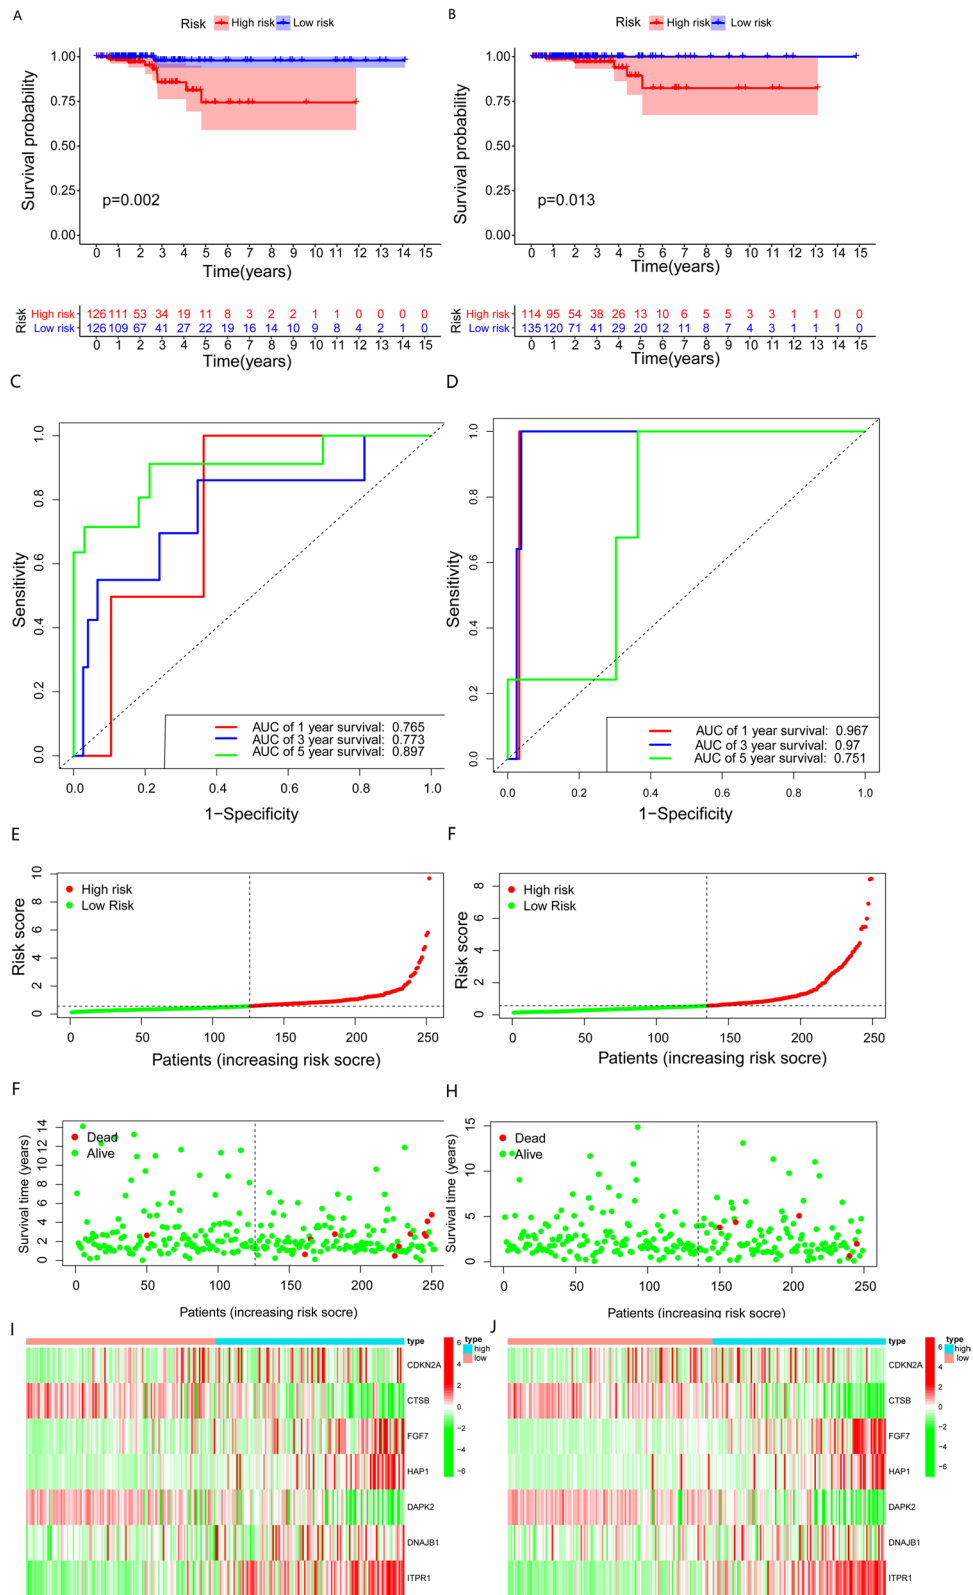 A
Risk High risk Low risk
1.00
0.75
0.50
0.25
0.00
Survival probability
p=0.002
0 1 2 3 4 5 6 7 8 9 10 11 12 13 14 15
Time(years)
Risk
High risk 126 111 53 34 19 11 8 3 2 2 1 1 0 0 0 0
Low risk 126 109 67 41 27 22 19 16 14 10 9 8 4 2 1 0
0 1 2 3 4 5 6 7 8 9 10 11 12 13 14 15
Time(years)
B
Risk High risk Low risk
1.00
0.75
0.50
0.25
0.00
Survival probability
p=0.013
0 1 2 3 4 5 6 7 8 9 10 11 12 13 14 15
Time(years)
Risk
High risk 114 95 54 38 26 13 10 6 5 5 3 3 1 1 0 0
Low risk 135 120 71 41 29 20 12 11 8 7 4 3 1 1 1 0
0 1 2 3 4 5 6 7 8 9 10 11 12 13 14 15
Time(years)
C
1.0
0.8
0.6
0.4
0.2
0.0
Sensitivity
AUC of 1 year survival: 0.765
AUC of 3 year survival: 0.773
AUC of 5 year survival: 0.897
0.0 0.2 0.4 0.6 0.8 1.0
1-Specificity
D
1.0
0.8
0.6
0.4
0.2
0.0
Sensitivity
AUC of 1 year survival: 0.967
AUC of 3 year survival: 0.97
AUC of 5 year survival: 0.751
0.0 0.2 0.4 0.6 0.8 1.0
1-Specificity
E
10
8
6
4
2
0
Risk score
High risk
Low Risk
0 50 100 150 200 250
Patients (increasing risk socre)
F
8
6
4
2
0
Risk score
High risk
Low Risk
0 50 100 150 200 250
Patients (increasing risk socre)
F
14
12
10
8
6
4
2
0
Survival time (years)
Dead
Alive
0 50 100 150 200 250
Patients (increasing risk socre)
H
15
10
5
0
Survival time (years)
Dead
Alive
0 50 100 150 200 250
Patients (increasing risk socre)
I
type
CDKN2A
CTSB
FGF7
HAP1
DAPK2
DNAJB1
ITPR1
6
4
2
0
−2
−4
−6
type
high
low
J
type
CDKN2A
CTSB
FGF7
HAP1
DAPK2
DNAJB1
ITPR1
6
4
2
0
−2
−4
−6
type
high
low